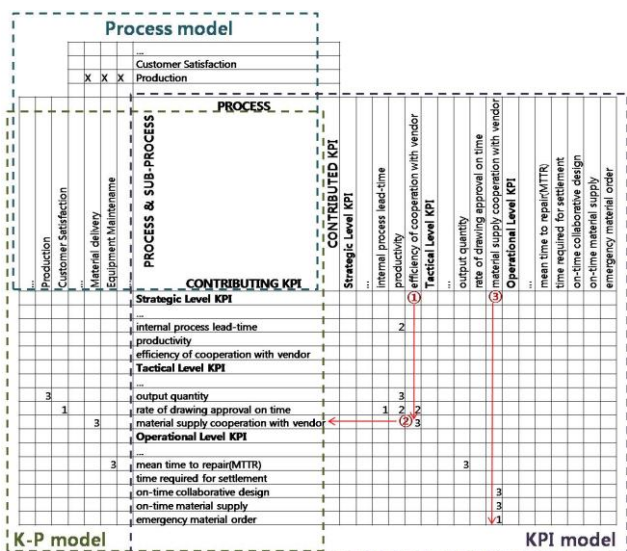 Process model
...
Customer Satisfaction
X X X Production
PROCESS
...
Production
Customer Satisfaction
...
Material delivery
Equipment Maintename
PROCESS & SUB-PROCESS
CONTRIBUTING KPI
CONTRIBUTED KPI
Strategic Level KPI
...
internal process lead-time
productivity
efficiency of cooperation with vendor
Tactical Level KPI
...
output quantity
rate of drawing approval on time
material supply cooperation with vendor
Operational Level KPI
...
mean time to repair(MTTR)
time required for settlement
on-time collaborative design
on-time material supply
emergency material order
Strategic Level KPI ① ③
...
internal process lead-time 2
productivity
efficiency of cooperation with vendor
Tactical Level KPI
...
3 output quantity 3
1 rate of drawing approval on time 1 2 2
3 material supply cooperation with vendor ② 3
Operational Level KPI
...
3 mean time to repair(MTTR) 3
time required for settlement
on-time collaborative design 3
on-time material supply 3
emergency material order 1
K-P model
KPI model